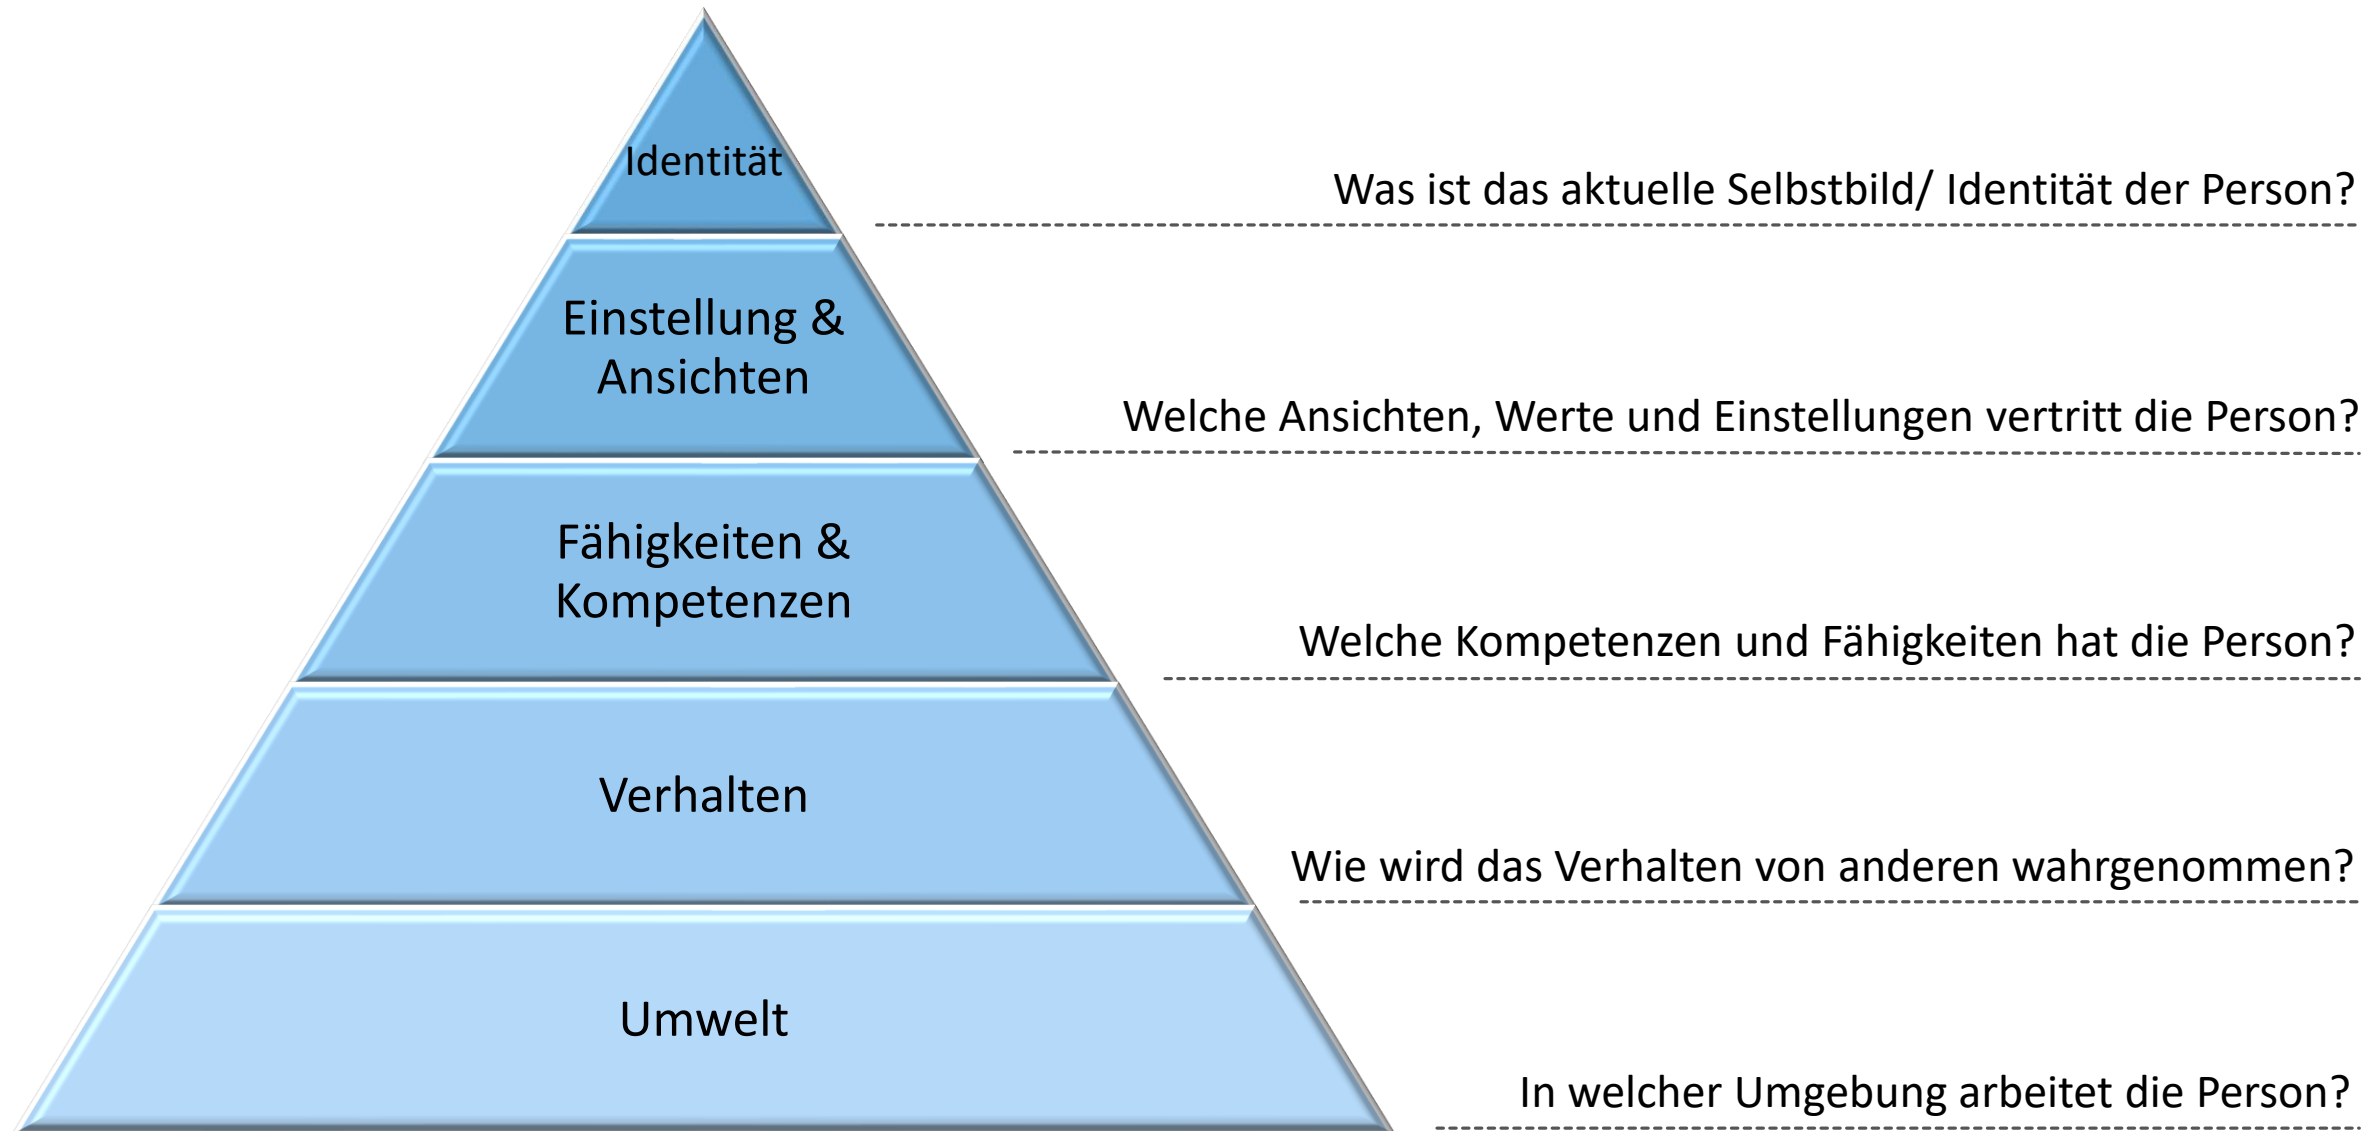 Identität
Was ist das aktuelle Selbstbild/ Identität der Person?
Einstellung &
Ansichten
Welche Ansichten, Werte und Einstellungen vertritt die Person?
Fähigkeiten &
Kompetenzen
Welche Kompetenzen und Fähigkeiten hat die Person?
Verhalten
Wie wird das Verhalten von anderen wahrgenommen?
Umwelt
In welcher Umgebung arbeitet die Person?